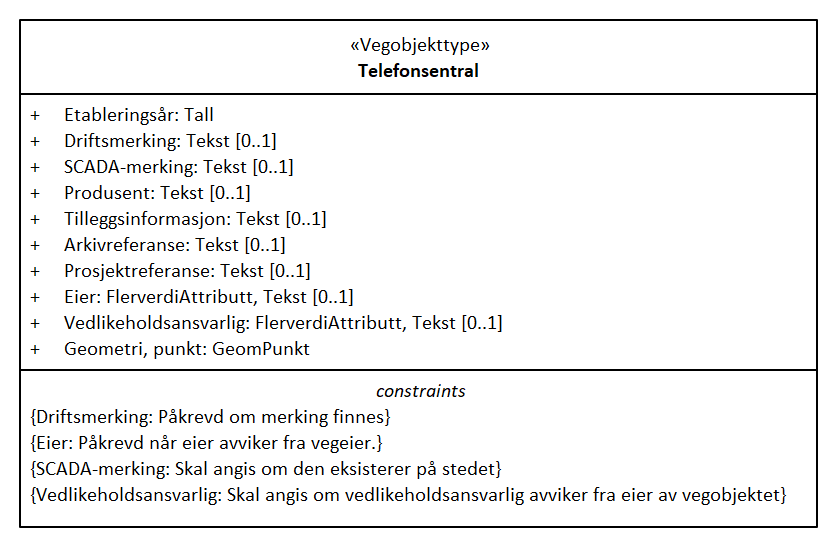 «Vegobjekttype»
Telefonsentral
+ Etableringsår: Tall
+ Driftsmerking: Tekst [0..1]
+ SCADA-merking: Tekst [0..1]
+ Produsent: Tekst [0..1]
+ Tilleggsinformasjon: Tekst [0..1]
+ Arkivreferanse: Tekst [0..1]
+ Prosjektreferanse: Tekst [0..1]
+ Eier: FlerverdiAttributt, Tekst [0..1]
+ Vedlikeholdsansvarlig: FlerverdiAttributt, Tekst [0..1]
+ Geometri, punkt: GeomPunkt
constraints
{Driftsmerking: Påkrevd om merking finnes}
{Eier: Påkrevd når eier avviker fra vegeier.}
{SCADA-merking: Skal angis om den eksisterer på stedet}
{Vedlikeholdsansvarlig: Skal angis om vedlikeholdsansvarlig avviker fra eier av vegobjektet}